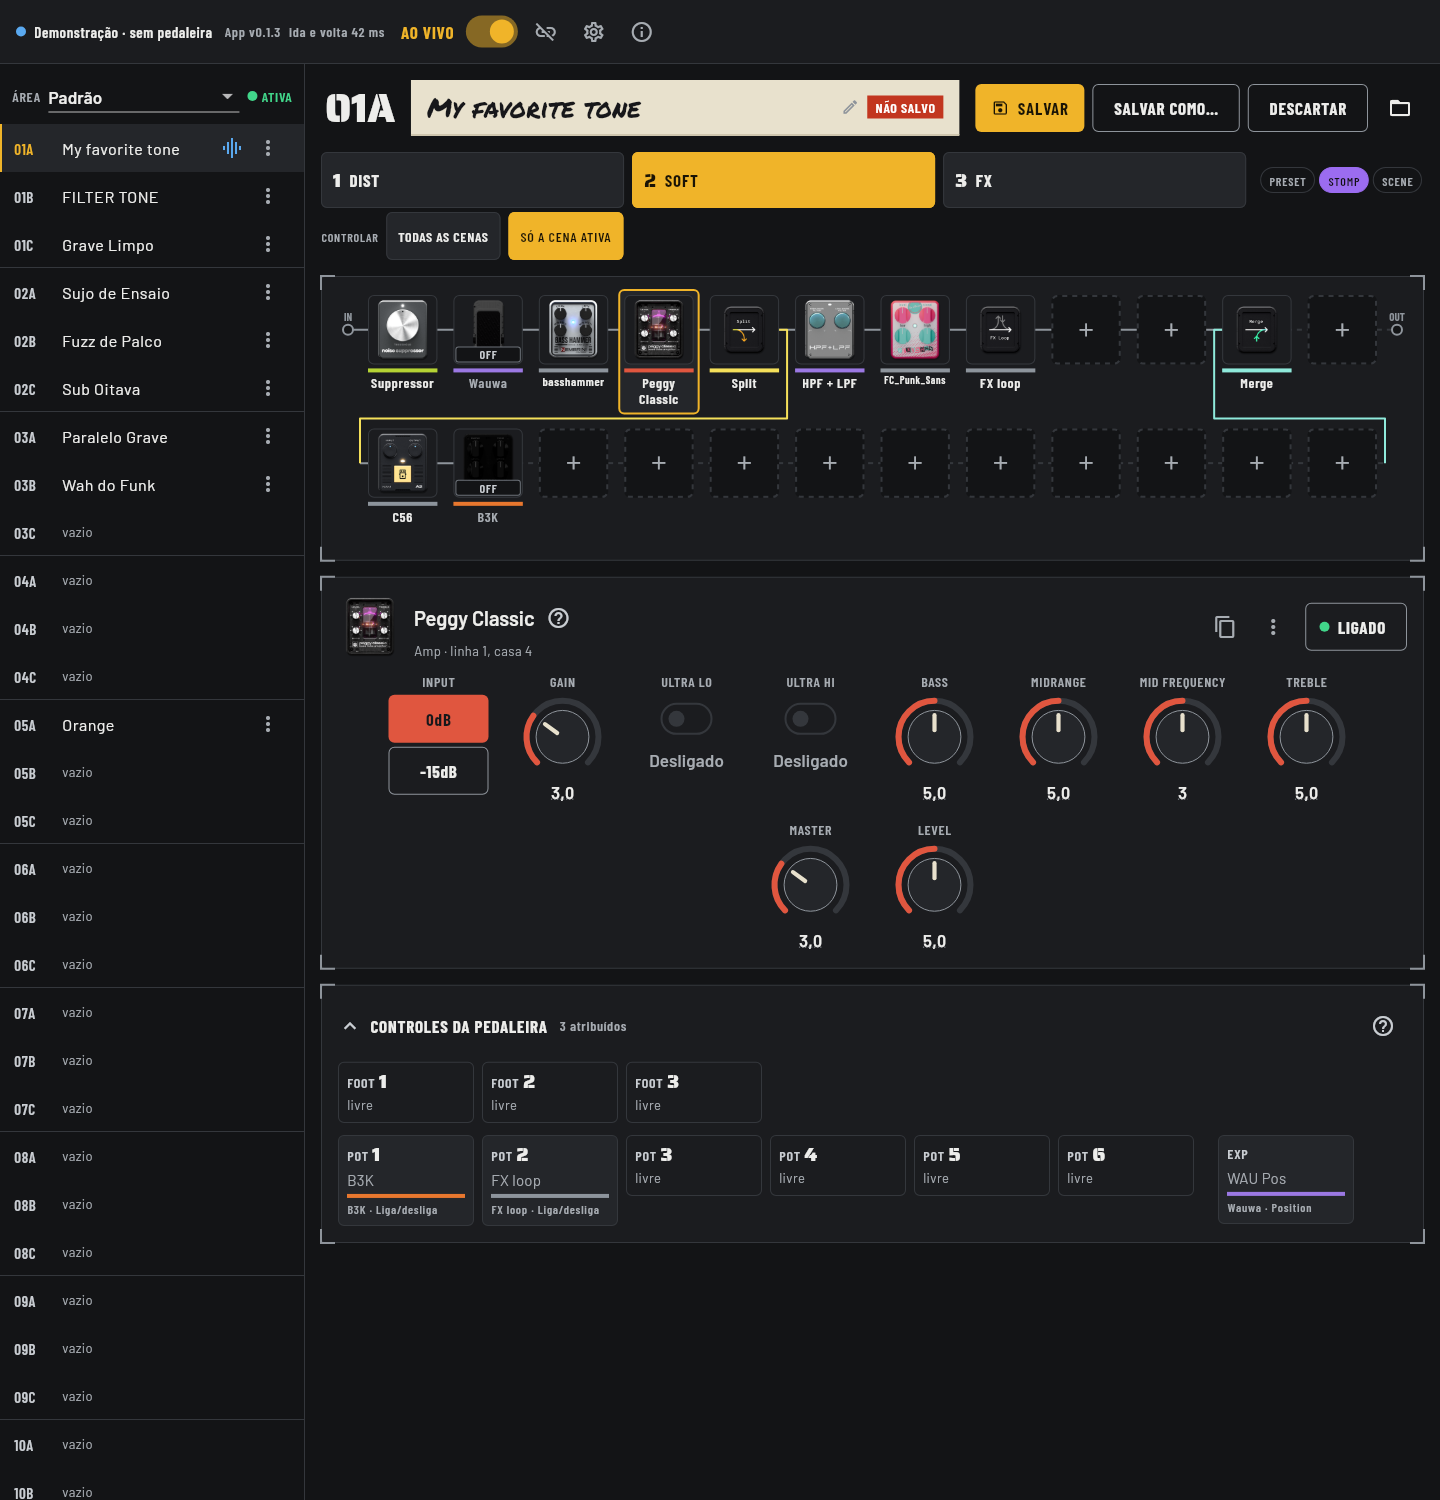 Demonstração · sem pedaleira App v0.1.3 Ida e volta 42 ms AO VIVO
ÁREA Padrão ATIVA
01A My favorite tone
01B FILTER TONE
01C Grave Limpo
02A Sujo de Ensaio
02B Fuzz de Palco
02C Sub Oitava
03A Paralelo Grave
03B Wah do Funk
03C vazio
04A vazio
04B vazio
04C vazio
05A Orange
05B vazio
05C vazio
06A vazio
06B vazio
06C vazio
07A vazio
07B vazio
07C vazio
08A vazio
08B vazio
08C vazio
09A vazio
09B vazio
09C vazio
10A vazio
10B vazio
01A My favorite tone NÃO SALVO SALVAR SALVAR COMO... DESCARTAR
1 DIST 2 SOFT 3 FX PRESET STOMP SCENE
CONTROLAR TODAS AS CENAS SÓ A CENA ATIVA
IN OUT
OFF
Suppressor Wauwa basshammer Peggy Classic Split HPF + LPF FC_Punk_Sans FX loop Merge
OFF
C56 B3K
Peggy Classic
Amp · linha 1, casa 4
LIGADO
INPUT GAIN ULTRA LO ULTRA HI BASS MIDRANGE MID FREQUENCY TREBLE
0dB
-15dB
Desligado Desligado
3,0 5,0 5,0 3 5,0
MASTER LEVEL
3,0 5,0
CONTROLES DA PEDALEIRA 3 atribuídos
FOOT 1 FOOT 2 FOOT 3
livre livre livre
POT 1 POT 2 POT 3 POT 4 POT 5 POT 6 EXP
B3K FX loop livre livre livre livre WAU Pos
B3K · Liga/desliga FX loop · Liga/desliga Wauwa · Position